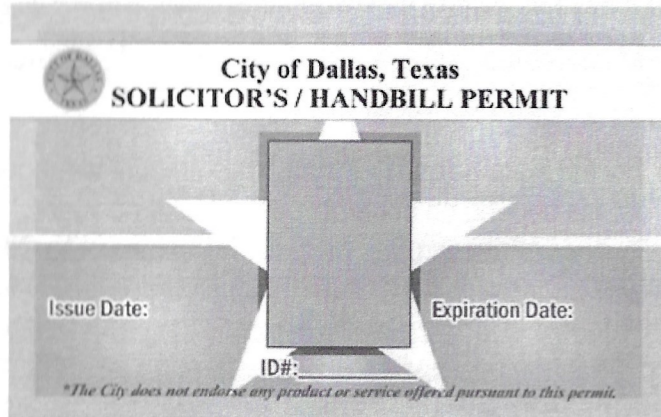 City of Dallas, Texas
SOLICITOR'S / HANDBILL PERMIT
Issue Date:
Expiration Date:
ID#:
*The City does not endorse any product or service offered pursuant to this permit.